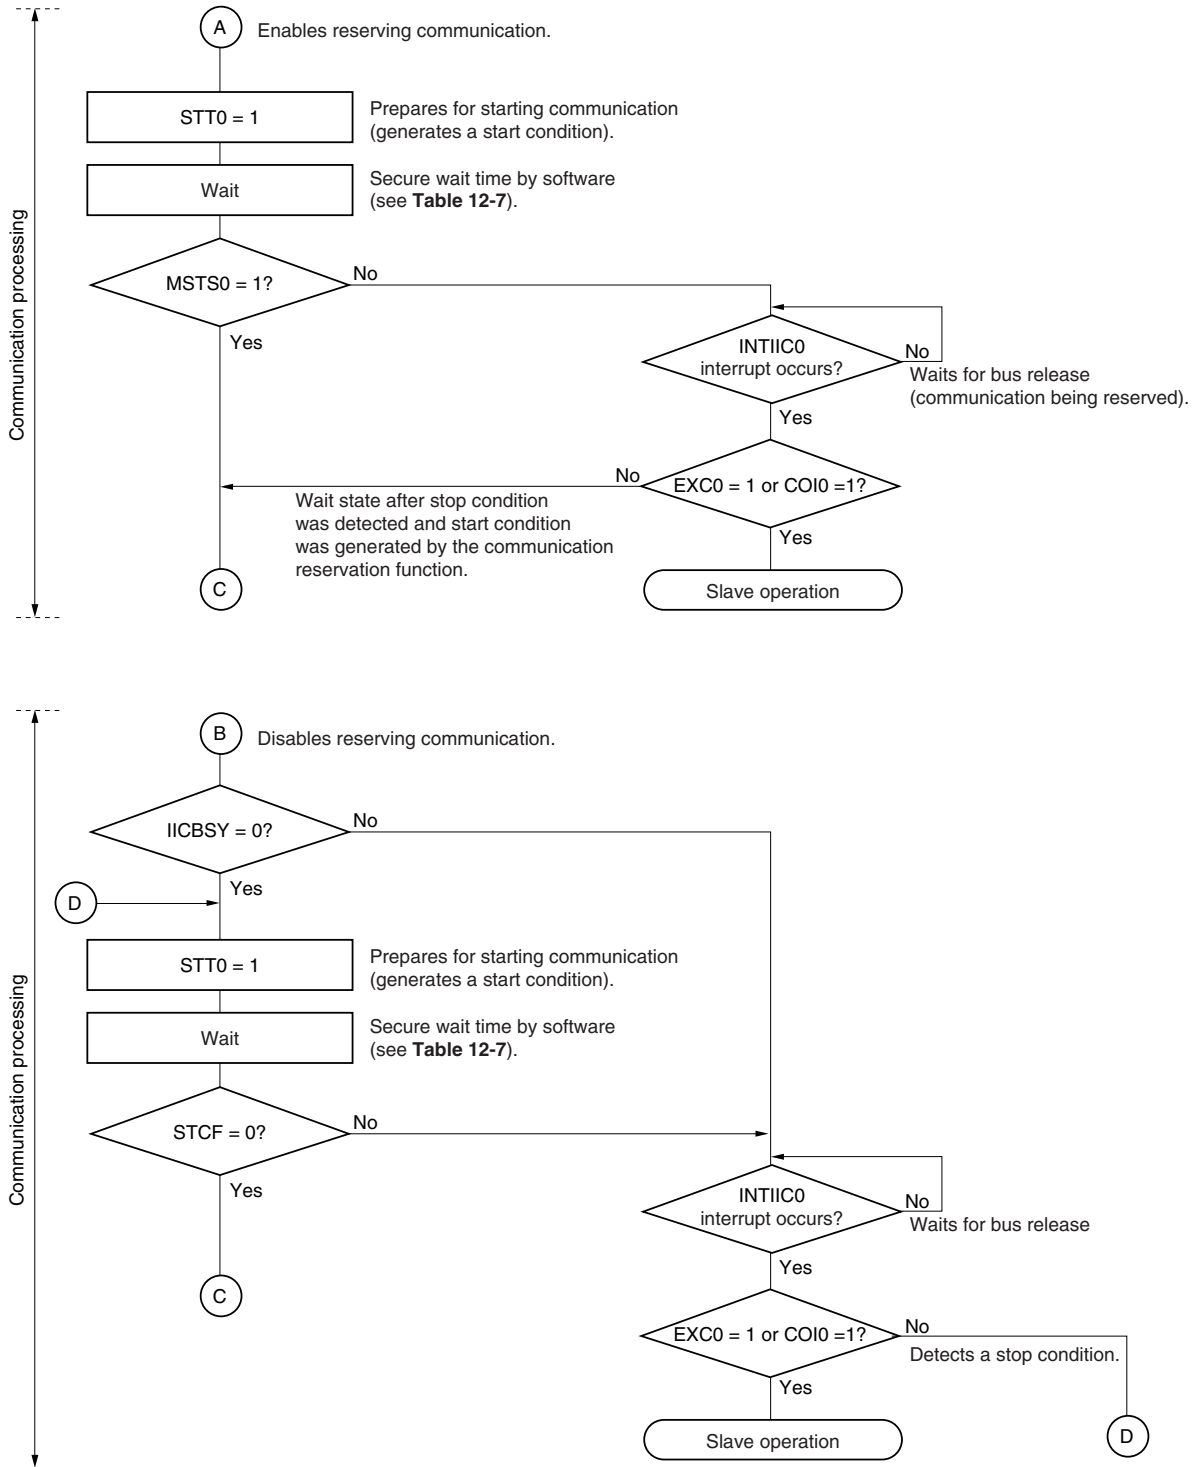 A
Enables reserving communication.
STT0 = 1
Prepares for starting communication
(generates a start condition).
Wait
Secure wait time by software
(see Table 12-7).
MSTS0 = 1?
No
Yes
INTIIC0
interrupt occurs?
No
Waits for bus release
(communication being reserved).
Yes
EXC0 = 1 or COI0 =1?
No
Wait state after stop condition
was detected and start condition
was generated by the communication
reservation function.
Yes
C
Slave operation
Communication processing
B
Disables reserving communication.
IICBSY = 0?
No
Yes
D
STT0 = 1
Prepares for starting communication
(generates a start condition).
Wait
Secure wait time by software
(see Table 12-7).
STCF = 0?
No
Yes
INTIIC0
interrupt occurs?
No
Waits for bus release
Yes
C
EXC0 = 1 or COI0 =1?
No
Detects a stop condition.
Yes
Slave operation
D
Communication processing